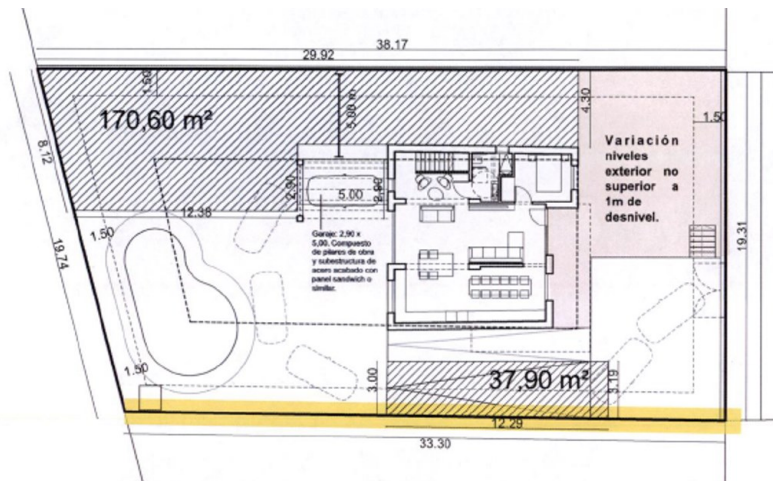 38.17
29.92
1.50
5.00 m.
4.30
1.50
170,60 m²
Variación
niveles
exterior no
superior a
1m de
desnivel.
8.12
2.90
5.00
2.90
12.38
1.50
Garaje: 2,90 x
5,00. Compuesto
de pilares de obra
y subestructura de
acero acabado con
panel sandwich o
similar.
19.74
19.31
1.50
3.00
37,90 m²
3.19
12.29
33.30